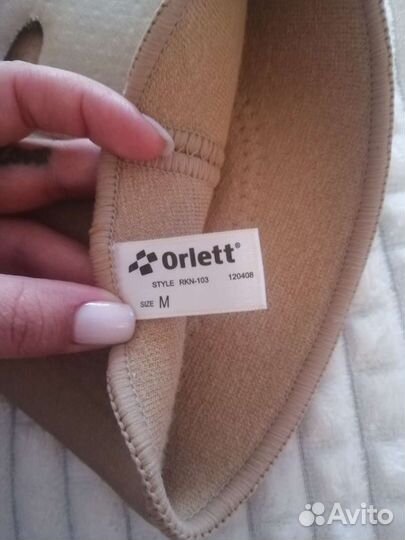 Orlett®
STYLE RKN-103 120408
SIZE M
Avito